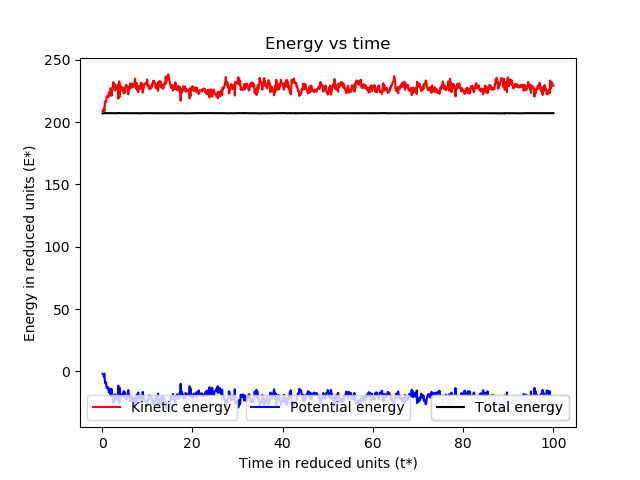 Energy vs time
Energy in reduced units (E*)
250
200
150
100
50
0
0 20 40 60 80 100
Time in reduced units (t*)
Kinetic energy Potential energy Total energy